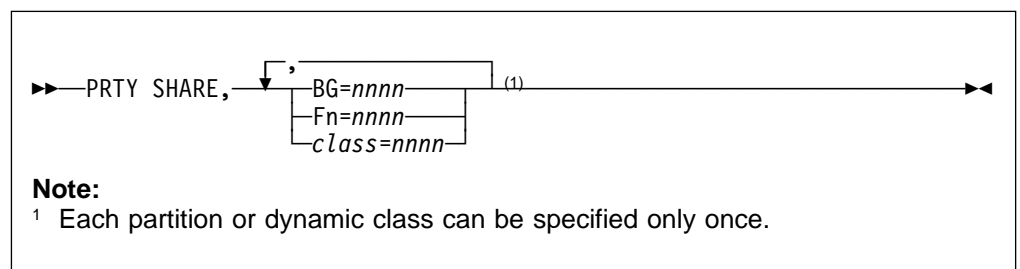 ,
PRTY SHARE, BG=nnnn (1)
Fn=nnnn
class=nnnn
Note:
1 Each partition or dynamic class can be specified only once.